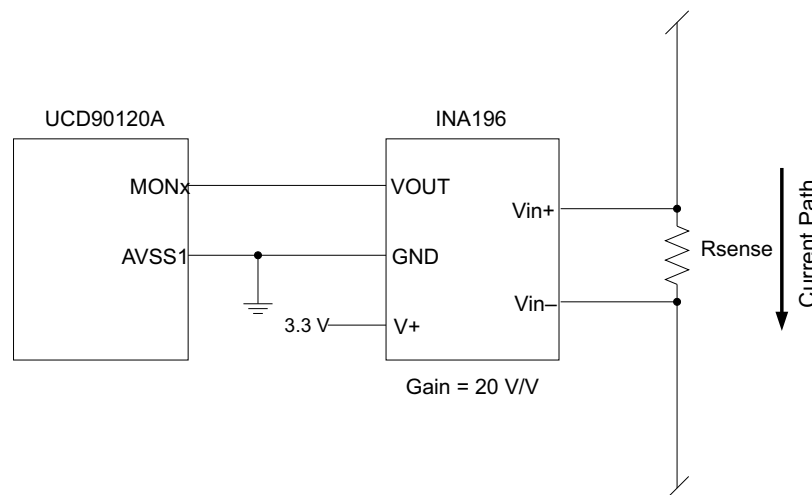 UCD90120A
INA196
MONx
VOUT
Vin+
AVSS1
GND
Rsense
Current Path
Vin–
3.3 V
V+
Gain = 20 V/V